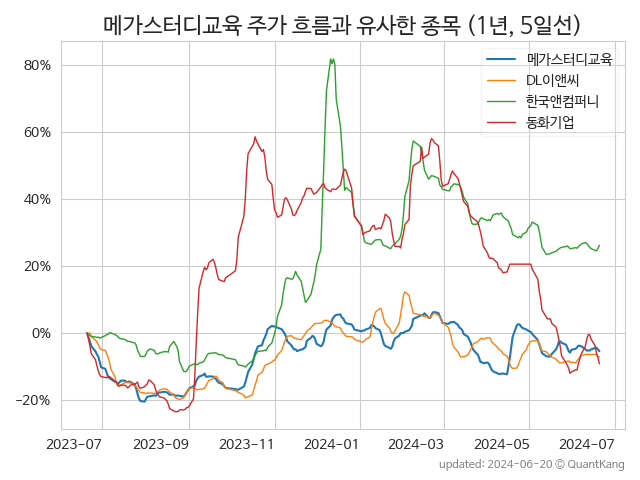 메가스터디교육 주가 흐름과 유사한 종목 (1년, 5일선)
메가스터디교육
DL이앤씨
한국앤컴퍼니
동화기업
80%
60%
40%
20%
0%
−20%
2023-07
2023-09
2023-11
2024-01
2024-03
2024-05
2024-07
updated: 2024-06-20 © QuantKang